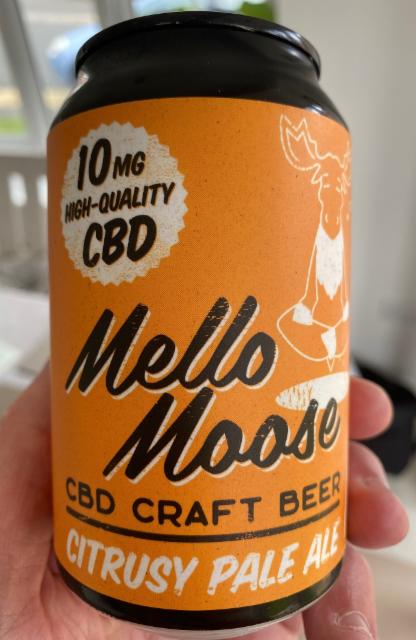 10 MG
HIGH-QUALITY
CBD
Mello
Moose
CBD CRAFT BEER
CITRUSY PALE ALE